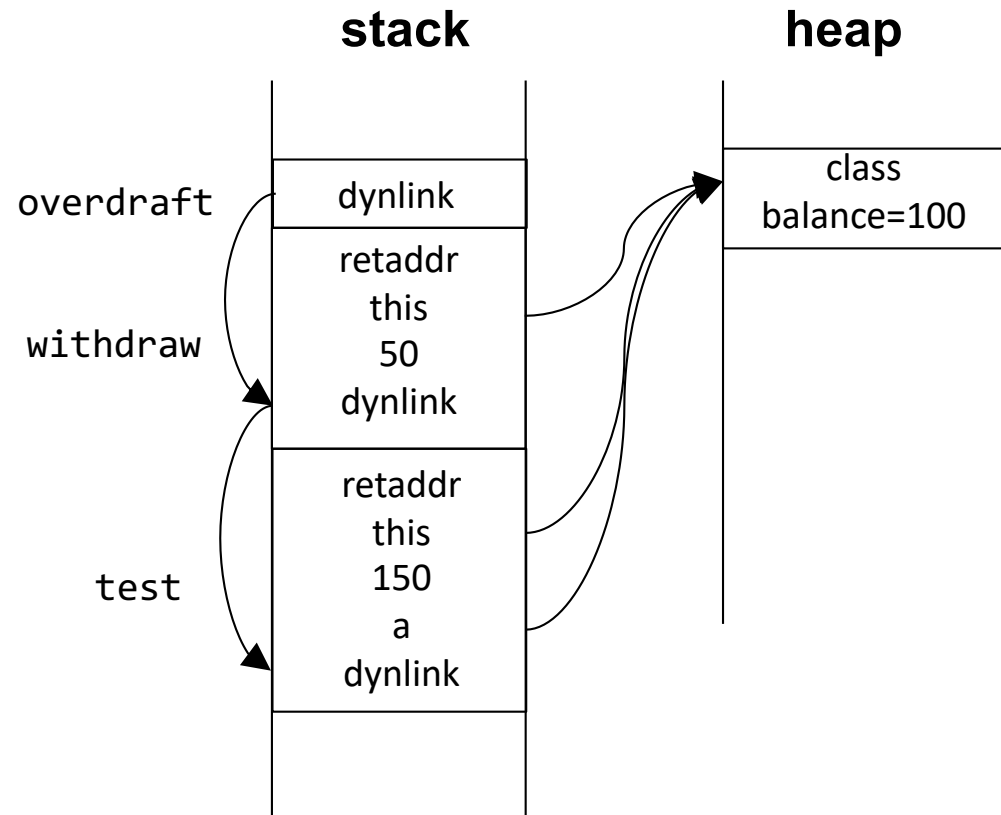 stack
heap
overdraft
dynlink
class
balance=100
retaddr
this
withdraw
50
dynlink
retaddr
this
test
150
a
dynlink